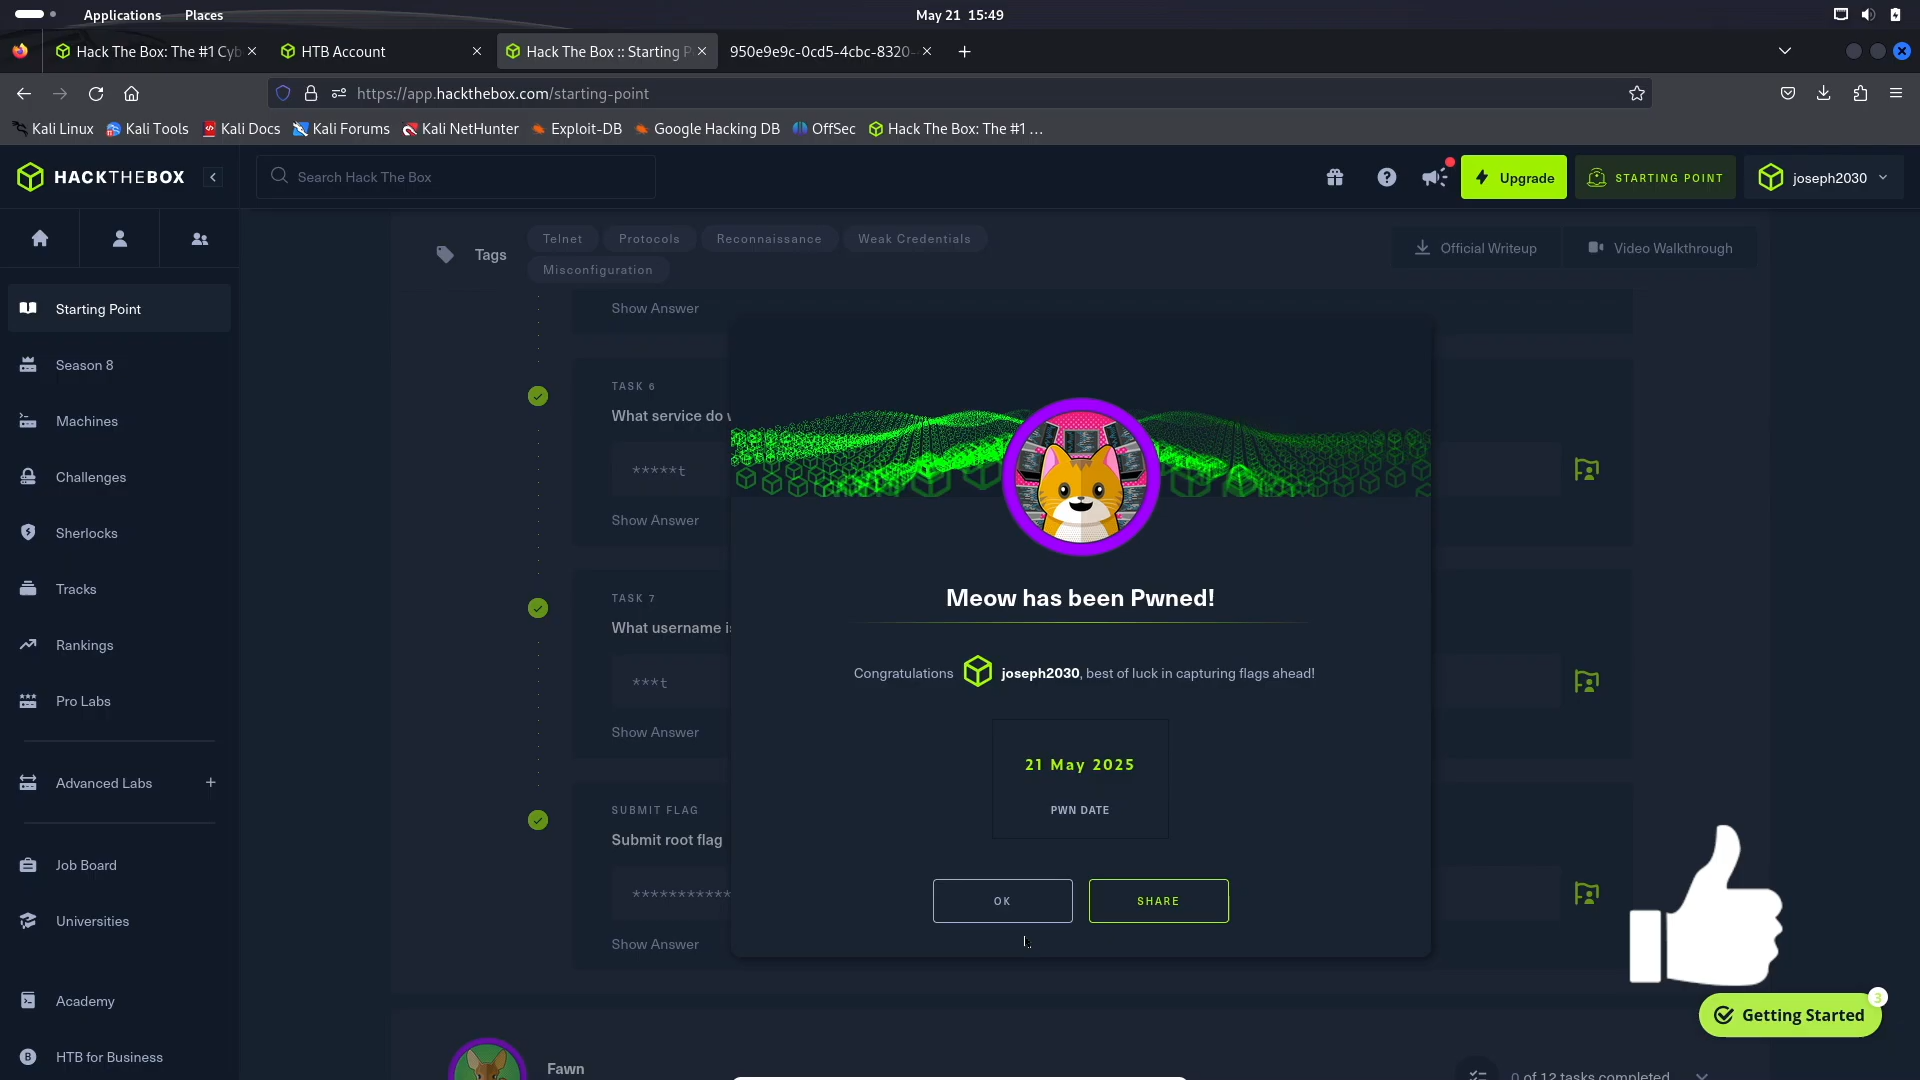 Applications Places May 21 15:49
Hack The Box: The #1 Cyb HTB Account Hack The Box :: Starting P 950e9e9c-0cd5-4cbc-8320-
https://app.hackthebox.com/starting-point
Kali Linux Kali Tools Kali Docs Kali Forums Kali NetHunter Exploit-DB Google Hacking DB OffSec Hack The Box: The #1 …
HACKTHEBOX Search Hack The Box Upgrade STARTING POINT joseph2030
Starting Point
Season 8
Machines
Challenges
Sherlocks
Tracks
Rankings
Pro Labs
Advanced Labs +
Job Board
Universities
Academy
HTB for Business
Tags
Telnet Protocols Reconnaissance Weak Credentials
Misconfiguration
Official Writeup Video Walkthrough
Show Answer
TASK 6
What service do
*****t
Show Answer
TASK 7
What username is
***t
Show Answer
SUBMIT FLAG
Submit root flag
***********
Show Answer
Meow has been Pwned!
Congratulations joseph2030, best of luck in capturing flags ahead!
21 May 2025
PWN DATE
OK SHARE
3
Getting Started
Fawn
0 of 12 tasks completed